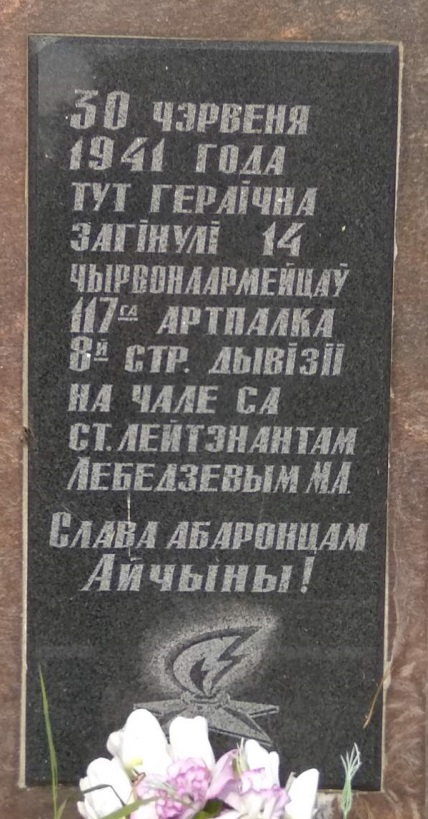 30 ЧЭРВЕНЯ
1941 ГОДА
ТУТ ГЕРАІЧНА
ЗАГІНУЛІ 14
ЧЫРВОНААРМЕЙЦАЎ
117га АРТПАЛКА
8й СТР. ДЫВІЗІІ
НА ЧАЛЕ СА
СТ. ЛЕЙТЭНАНТАМ
ЛЕБЕДЗЕВЫМ М.А.
СЛАВА АБАРОНЦАМ
АЙЧЫНЫ!